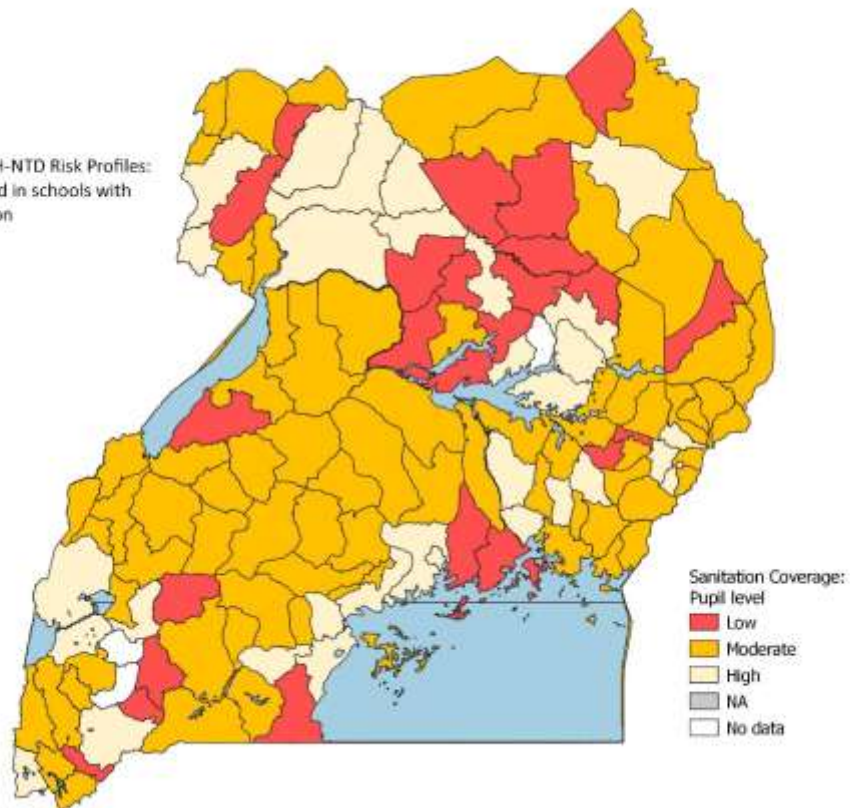 H-NTD Risk Profiles:
d in schools with
on
Sanitation Coverage:
Pupil level
Low
Moderate
High
NA
No data